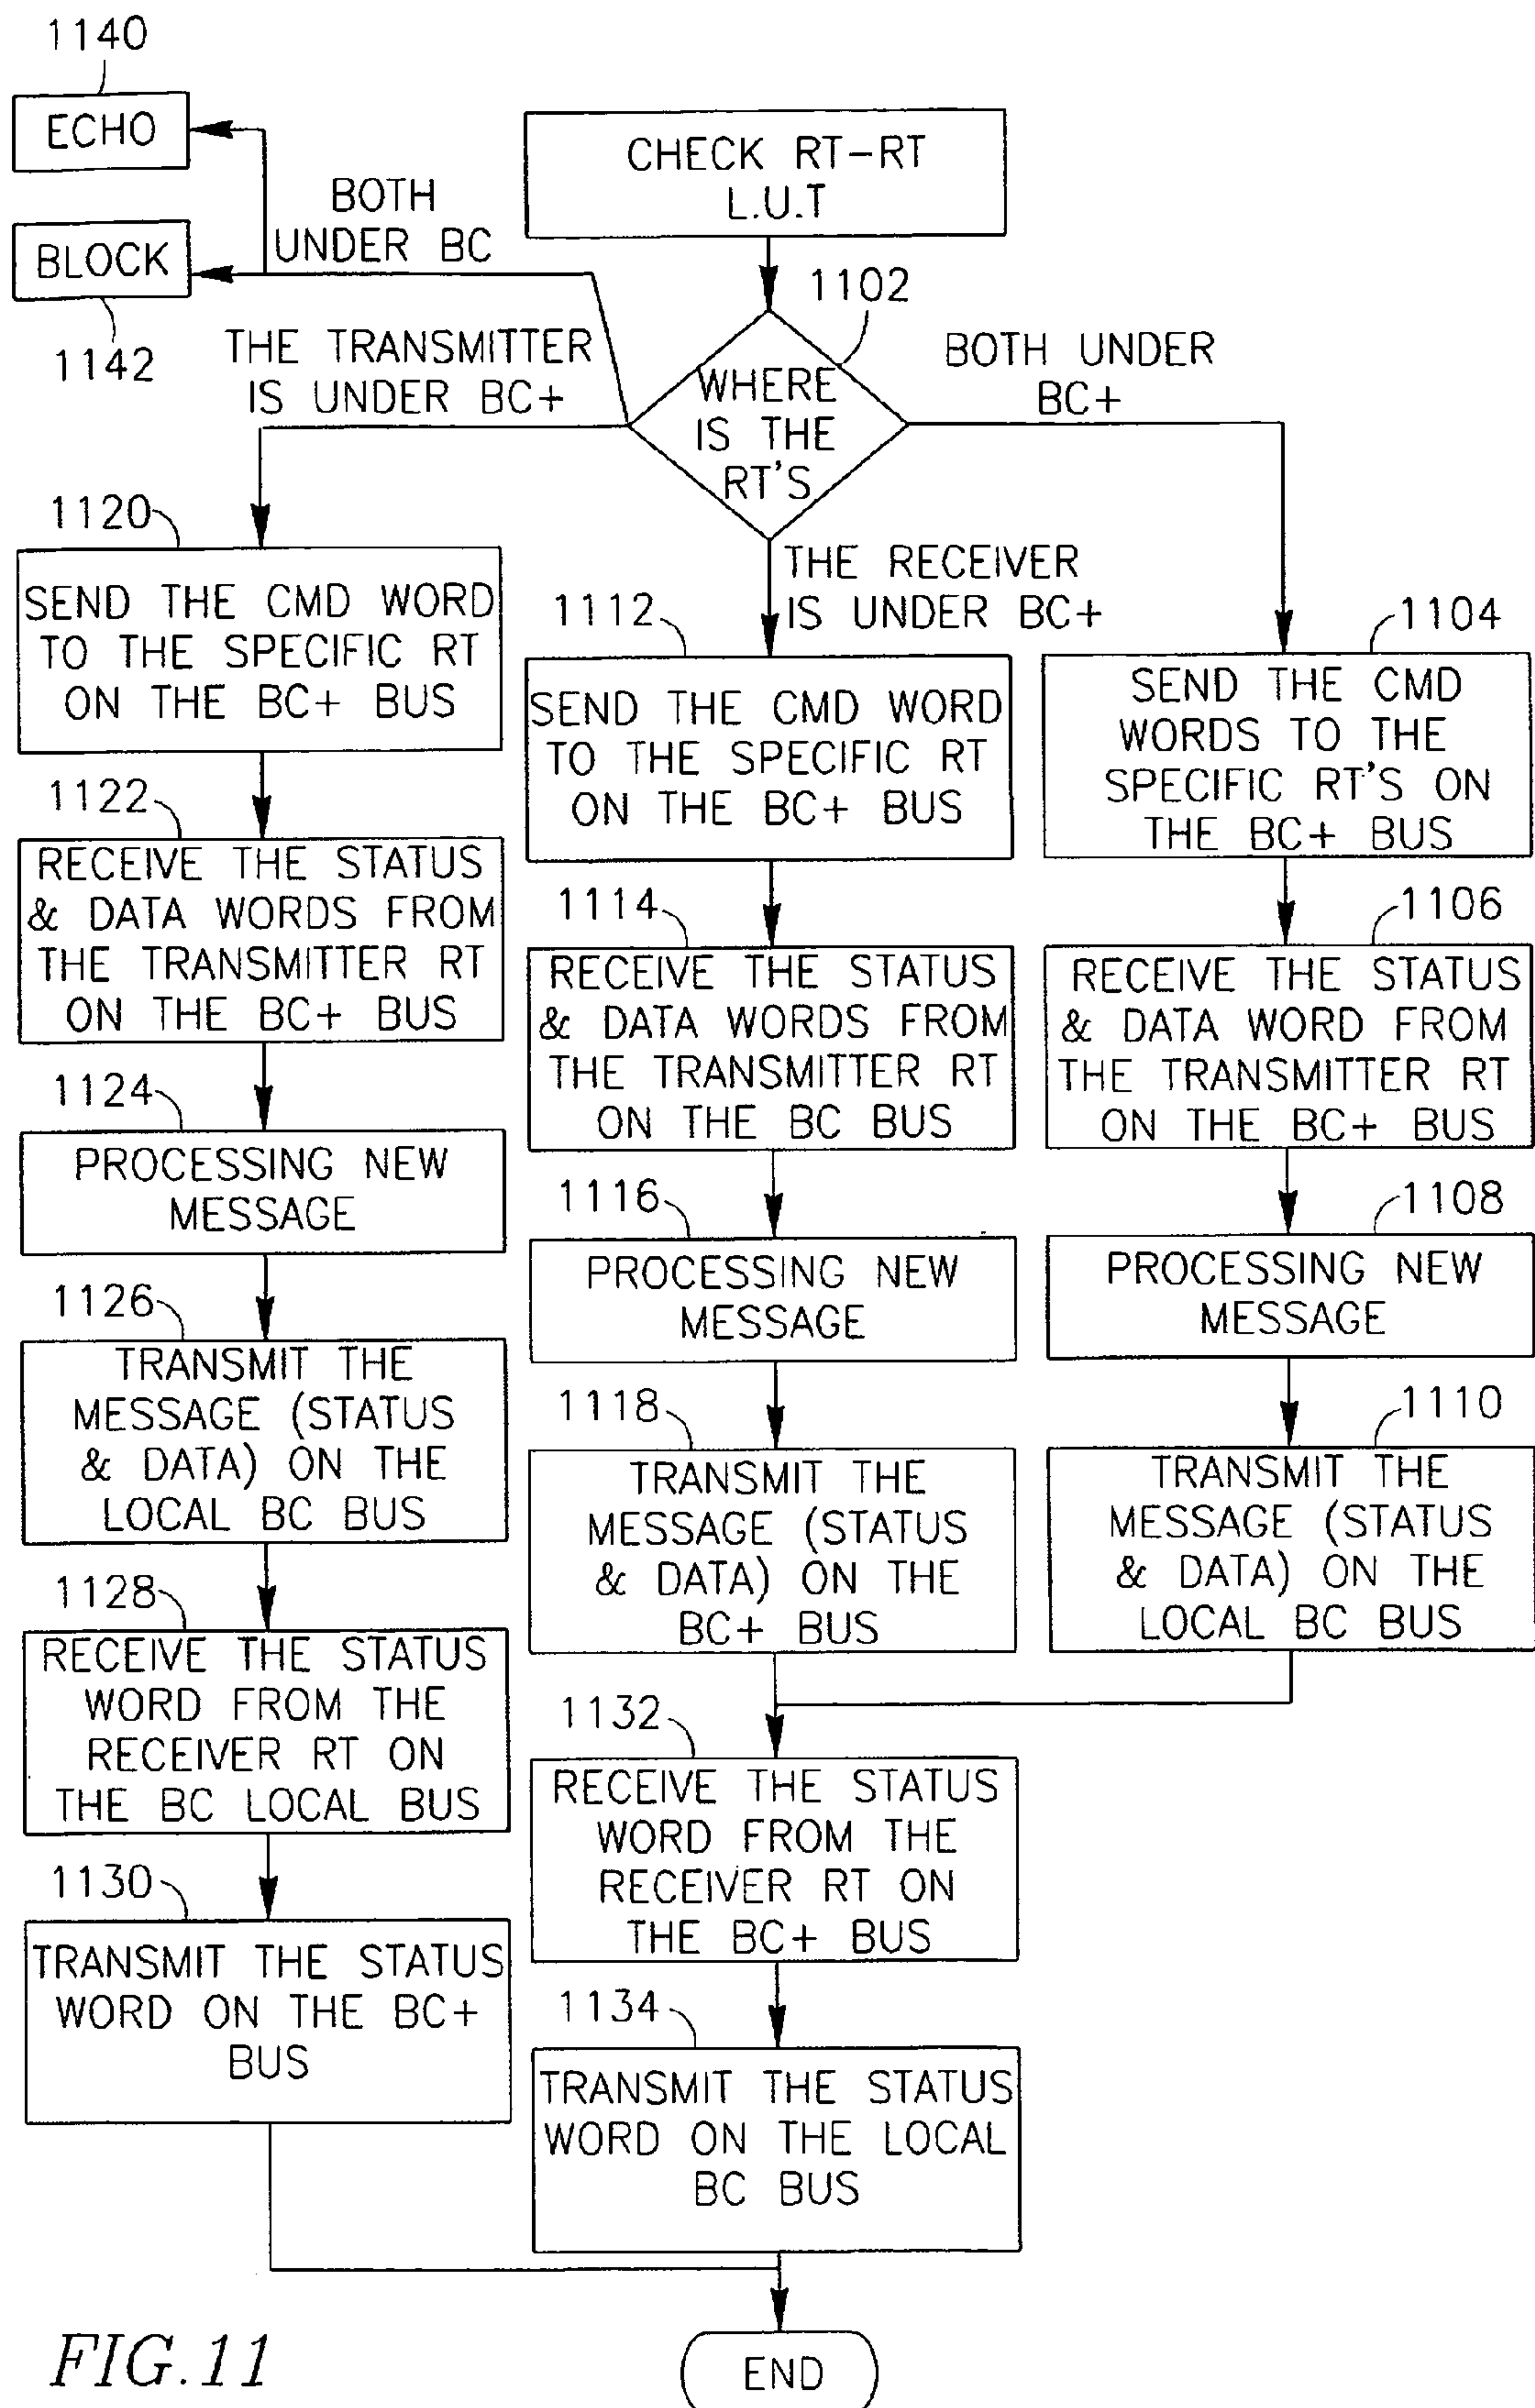 1140
ECHO
BOTH
UNDER BC
BLOCK
1142
CHECK RT-RT
L.U.T
1102
WHERE
IS THE
RT'S
THE TRANSMITTER
IS UNDER BC+
BOTH UNDER
BC+
THE RECEIVER
IS UNDER BC+
1120
SEND THE CMD WORD
TO THE SPECIFIC RT
ON THE BC+ BUS
1122
RECEIVE THE STATUS
& DATA WORDS FROM
THE TRANSMITTER RT
ON THE BC+ BUS
1124
PROCESSING NEW
MESSAGE
1126
TRANSMIT THE
MESSAGE (STATUS
& DATA) ON THE
LOCAL BC BUS
1128
RECEIVE THE STATUS
WORD FROM THE
RECEIVER RT ON
THE BC LOCAL BUS
1130
TRANSMIT THE STATUS
WORD ON THE BC+
BUS
1112
SEND THE CMD WORD
TO THE SPECIFIC RT
ON THE BC+ BUS
1114
RECEIVE THE STATUS
& DATA WORDS FROM
THE TRANSMITTER RT
ON THE BC BUS
1116
PROCESSING NEW
MESSAGE
1118
TRANSMIT THE
MESSAGE (STATUS
& DATA) ON THE
BC+ BUS
1104
SEND THE CMD
WORDS TO THE
SPECIFIC RT'S ON
THE BC+ BUS
1106
RECEIVE THE STATUS
& DATA WORD FROM
THE TRANSMITTER RT
ON THE BC+ BUS
1108
PROCESSING NEW
MESSAGE
1110
TRANSMIT THE
MESSAGE (STATUS
& DATA) ON THE
LOCAL BC BUS
1132
RECEIVE THE STATUS
WORD FROM THE
RECEIVER RT ON
THE BC+ BUS
1134
TRANSMIT THE STATUS
WORD ON THE LOCAL
BC BUS
END
FIG.11